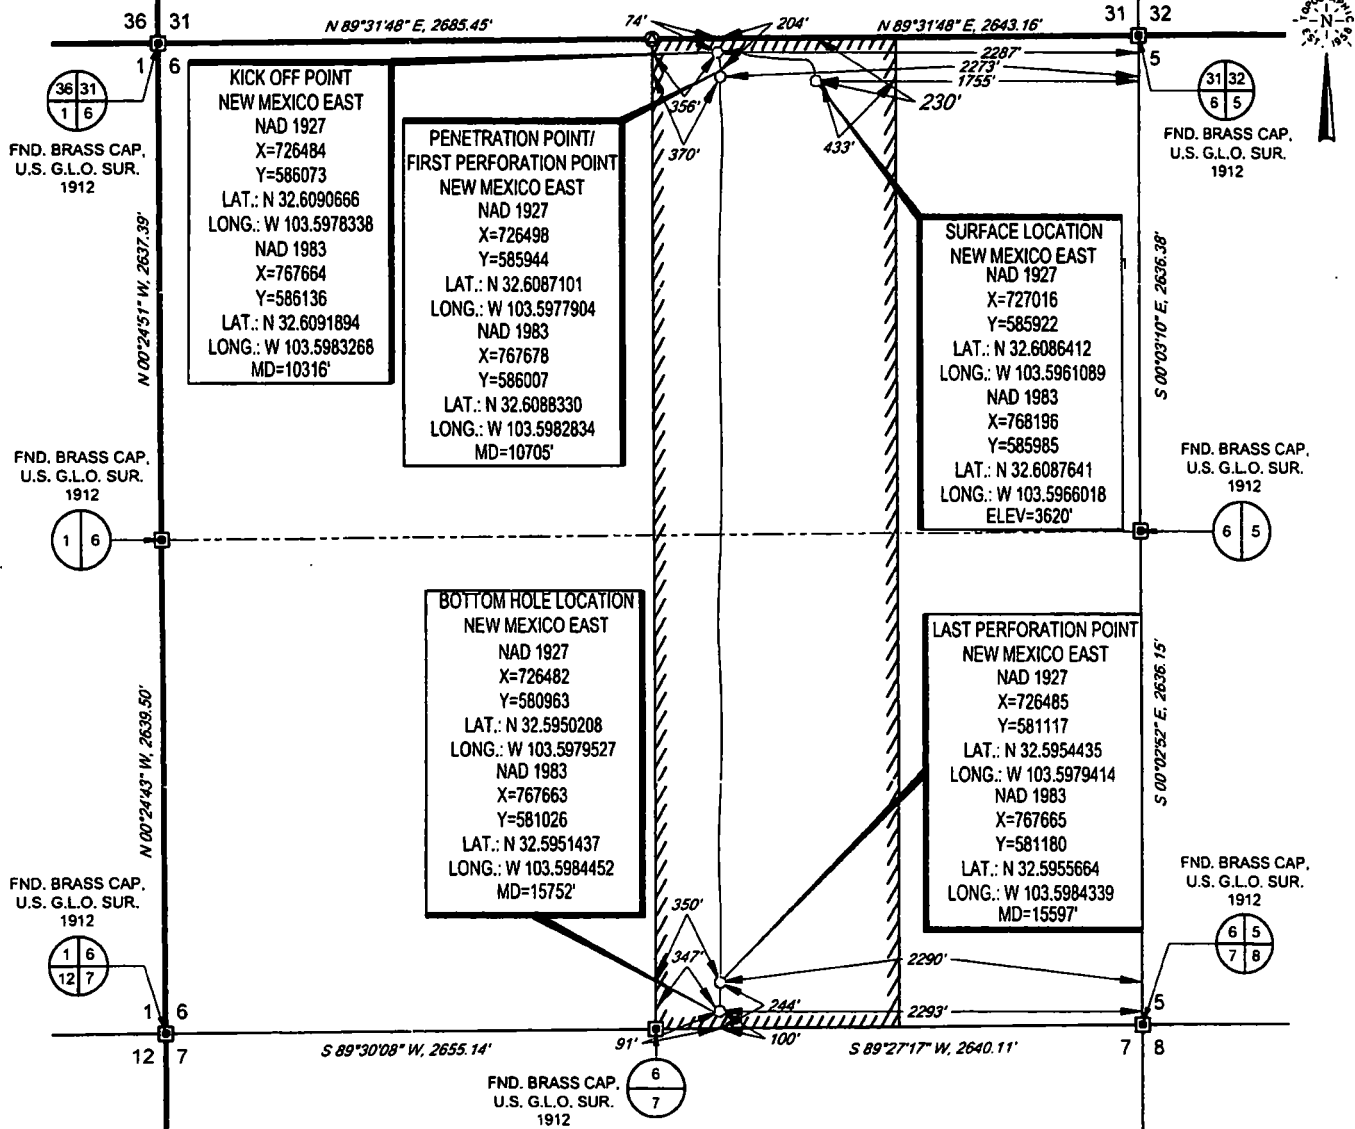 36 31
N 89°31'48" E, 2685.45'
74'
204'
N 89°31'48" E, 2643.16'
31 32
TOPOGRAPHIC
N
EST 1958
1 6
5
2287'
2273'
1755'
230'
356'
370'
433'
36 31
1 6
FND. BRASS CAP,
U.S. G.L.O. SUR.
1912
31 32
6 5
FND. BRASS CAP,
U.S. G.L.O. SUR.
1912
KICK OFF POINT
NEW MEXICO EAST
NAD 1927
X=726484
Y=586073
LAT.: N 32.6090666
LONG.: W 103.5978338
NAD 1983
X=767664
Y=586136
LAT.: N 32.6091894
LONG.: W 103.5983268
MD=10316'
PENETRATION POINT/
FIRST PERFORATION POINT
NEW MEXICO EAST
NAD 1927
X=726498
Y=585944
LAT.: N 32.6087101
LONG.: W 103.5977904
NAD 1983
X=767678
Y=586007
LAT.: N 32.6088330
LONG.: W 103.5982834
MD=10705'
SURFACE LOCATION
NEW MEXICO EAST
NAD 1927
X=727016
Y=585922
LAT.: N 32.6086412
LONG.: W 103.5961089
NAD 1983
X=768196
Y=585985
LAT.: N 32.6087641
LONG.: W 103.5966018
ELEV=3620'
N 00°24'51" W, 2637.39'
S 00°03'10" E, 2636.38'
FND. BRASS CAP,
U.S. G.L.O. SUR.
1912
1 6
FND. BRASS CAP,
U.S. G.L.O. SUR.
1912
6 5
BOTTOM HOLE LOCATION
NEW MEXICO EAST
NAD 1927
X=726482
Y=580963
LAT.: N 32.5950208
LONG.: W 103.5979527
NAD 1983
X=767663
Y=581026
LAT.: N 32.5951437
LONG.: W 103.5984452
MD=15752'
LAST PERFORATION POINT
NEW MEXICO EAST
NAD 1927
X=726485
Y=581117
LAT.: N 32.5954435
LONG.: W 103.5979414
NAD 1983
X=767665
Y=581180
LAT.: N 32.5955664
LONG.: W 103.5984339
MD=15597'
N 00°24'43" W, 2639.50'
S 00°02'52" E, 2636.15'
FND. BRASS CAP,
U.S. G.L.O. SUR.
1912
1 6
12 7
FND. BRASS CAP,
U.S. G.L.O. SUR.
1912
6 5
7 8
350'
347'
2290'
244'
2293'
91'
100'
1 6
12 7
5
7 8
S 89°30'08" W, 2655.14'
S 89°27'17" W, 2640.11'
FND. BRASS CAP,
U.S. G.L.O. SUR.
1912
6
7